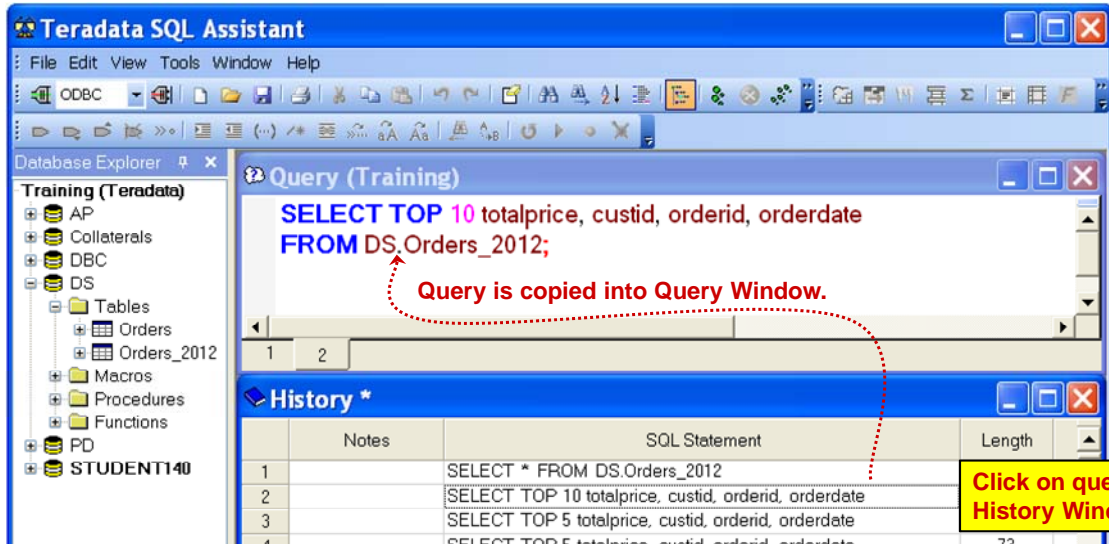 Teradata SQL Assistant
File Edit View Tools Window Help
ODBC
Database Explorer
Training (Teradata)
AP
Collaterals
DBC
DS
Tables
Orders
Orders_2012
Macros
Procedures
Functions
PD
STUDENT140
Query (Training)
SELECT TOP 10 totalprice, custid, orderid, orderdate
FROM DS.Orders_2012;
Query is copied into Query Window.
1 2
History *
Notes SQL Statement Length
1 SELECT * FROM DS.Orders_2012
2 SELECT TOP 10 totalprice, custid, orderid, orderdate
3 SELECT TOP 5 totalprice, custid, orderid, orderdate
Click on
History